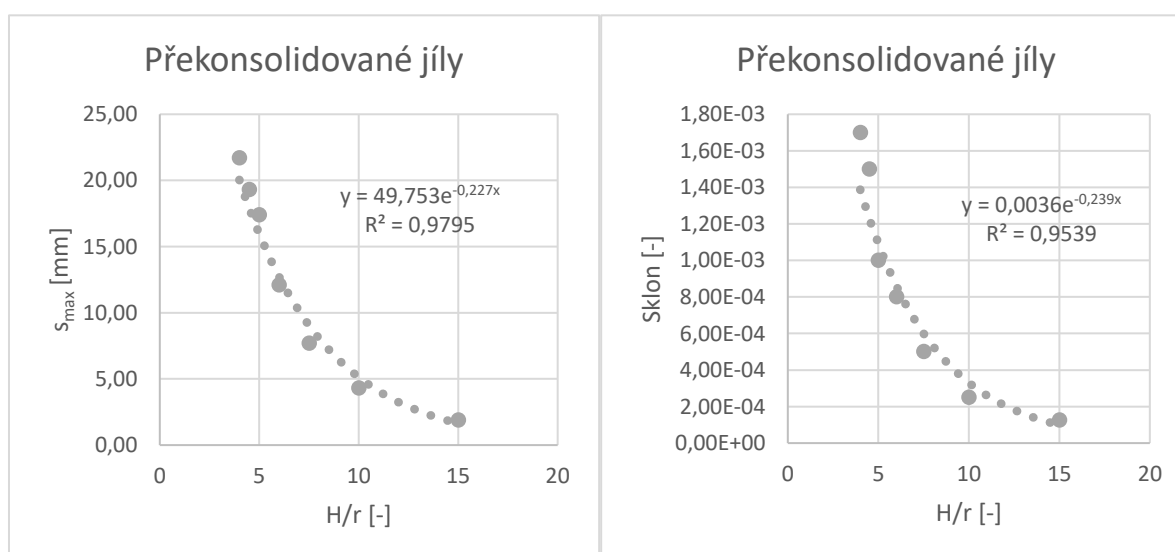 Překonsolidované jíly
25,00
20,00
15,00
10,00
5,00
0,00
s_max [mm]
y = 49,753e^-0,227x
R² = 0,9795
0 5 10 15 20
H/r [-]
Překonsolidované jíly
1,80E-03
1,60E-03
1,40E-03
1,20E-03
1,00E-03
8,00E-04
6,00E-04
4,00E-04
2,00E-04
0,00E+00
Sklon [-]
y = 0,0036e^-0,239x
R² = 0,9539
0 5 10 15 20
H/r [-]